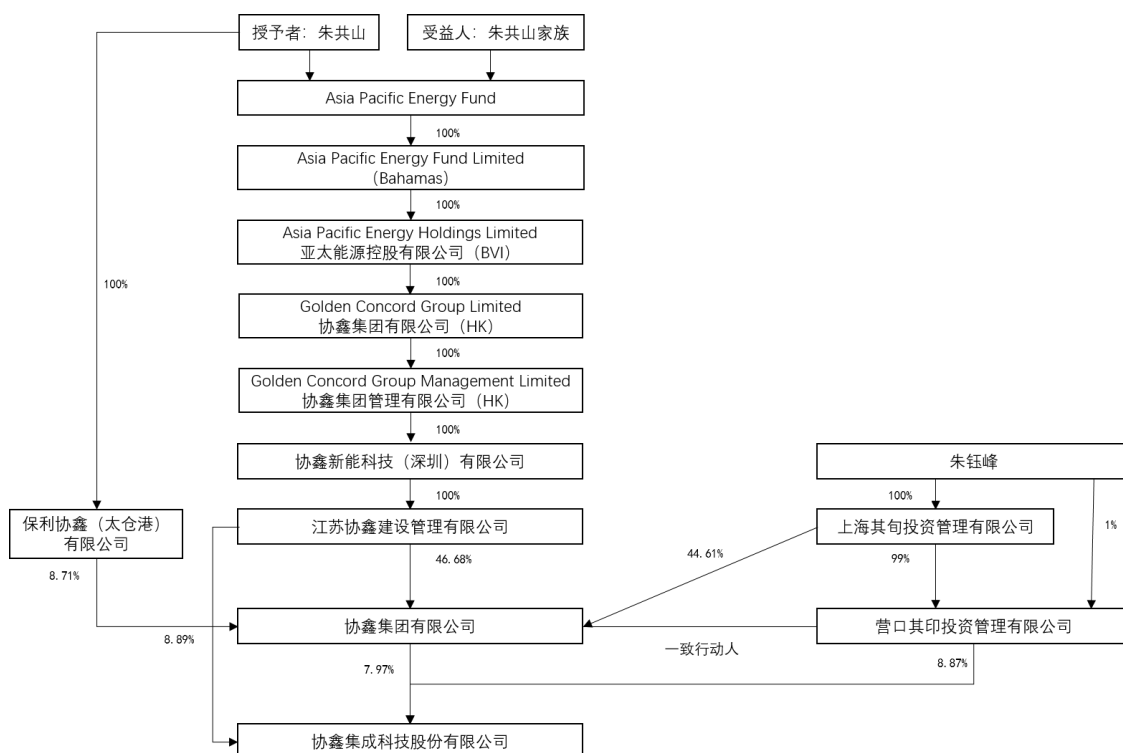 授予者：朱共山
受益人：朱共山家族
Asia Pacific Energy Fund
100%
Asia Pacific Energy Fund Limited
（Bahamas）
100%
Asia Pacific Energy Holdings Limited
亚太能源控股有限公司（BVI）
100%
100%
Golden Concord Group Limited
协鑫集团有限公司（HK）
100%
Golden Concord Group Management Limited
协鑫集团管理有限公司（HK）
100%
协鑫新能科技（深圳）有限公司
朱钰峰
100%
100%
保利协鑫（太仓港）
有限公司
江苏协鑫建设管理有限公司
上海其旬投资管理有限公司
1%
8.71%
46.68%
44.61%
99%
协鑫集团有限公司
营口其印投资管理有限公司
8.89%
一致行动人
7.97%
8.87%
协鑫集成科技股份有限公司